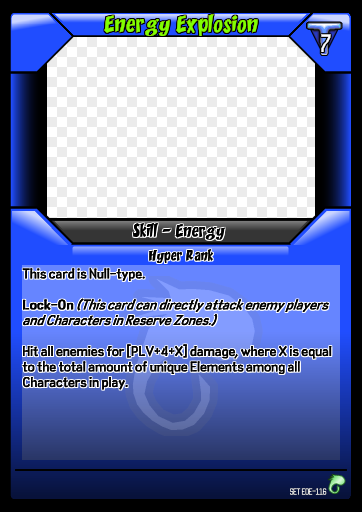 Energy Explosion
7
Skill - Energy
Hyper Rank
This card is Null-type.
Lock-On (This card can directly attack enemy players
and Characters in Reserve Zones.)
Hit all enemies for [PLV+4+X] damage, where X is equal
to the total amount of unique Elements among all
Characters in play.
SET EOE-116